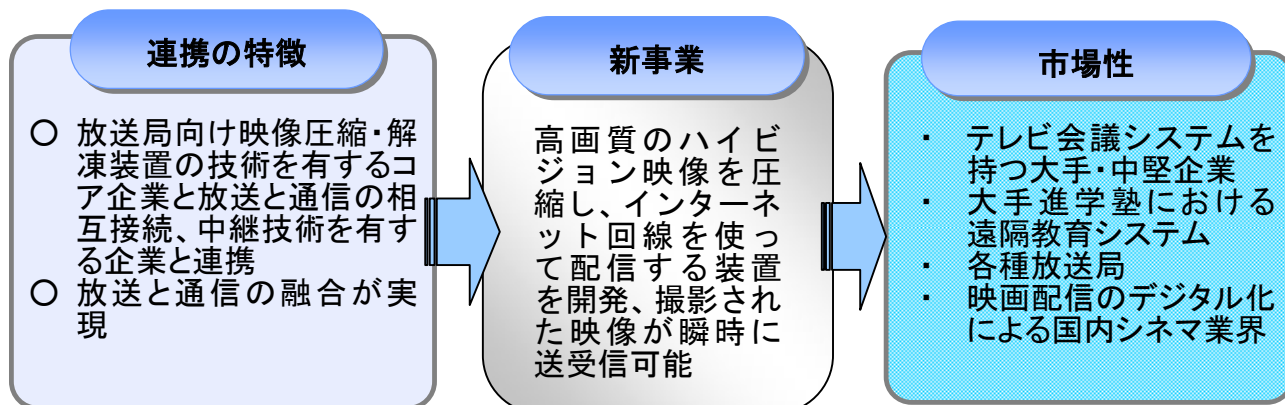 連携の特徴
○ 放送局向け映像圧縮・解
凍装置の技術を有するコ
ア企業と放送と通信の相
互接続、中継技術を有す
る企業と連携
○ 放送と通信の融合が実
現
新事業
高画質のハイビ
ジョン映像を圧
縮し、インターネ
ット回線を使っ
て配信する装置
を開発、撮影され
た映像が瞬時に
送受信可能
市場性
・ テレビ会議システムを
持つ大手・中堅企業
・ 大手進学塾における
遠隔教育システム
・ 各種放送局
・ 映画配信のデジタル化
による国内シネマ業界